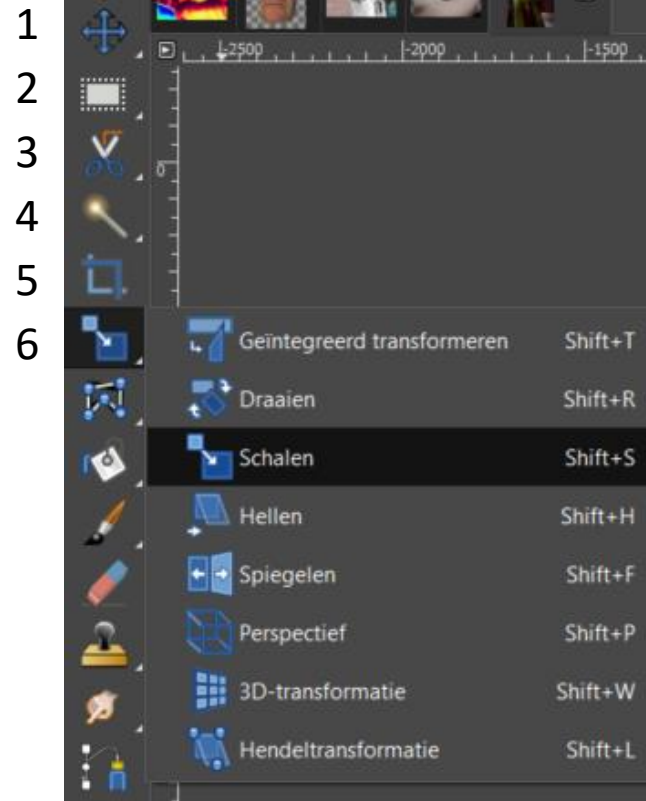 1
2
3
4
5
6
-2500 -2000 -1500
0
Geïntegreerd transformeren Shift+T
Draaien Shift+R
Schalen Shift+S
Hellen Shift+H
Spiegelen Shift+F
Perspectief Shift+P
3D-transformatie Shift+W
Hendeltransformatie Shift+L